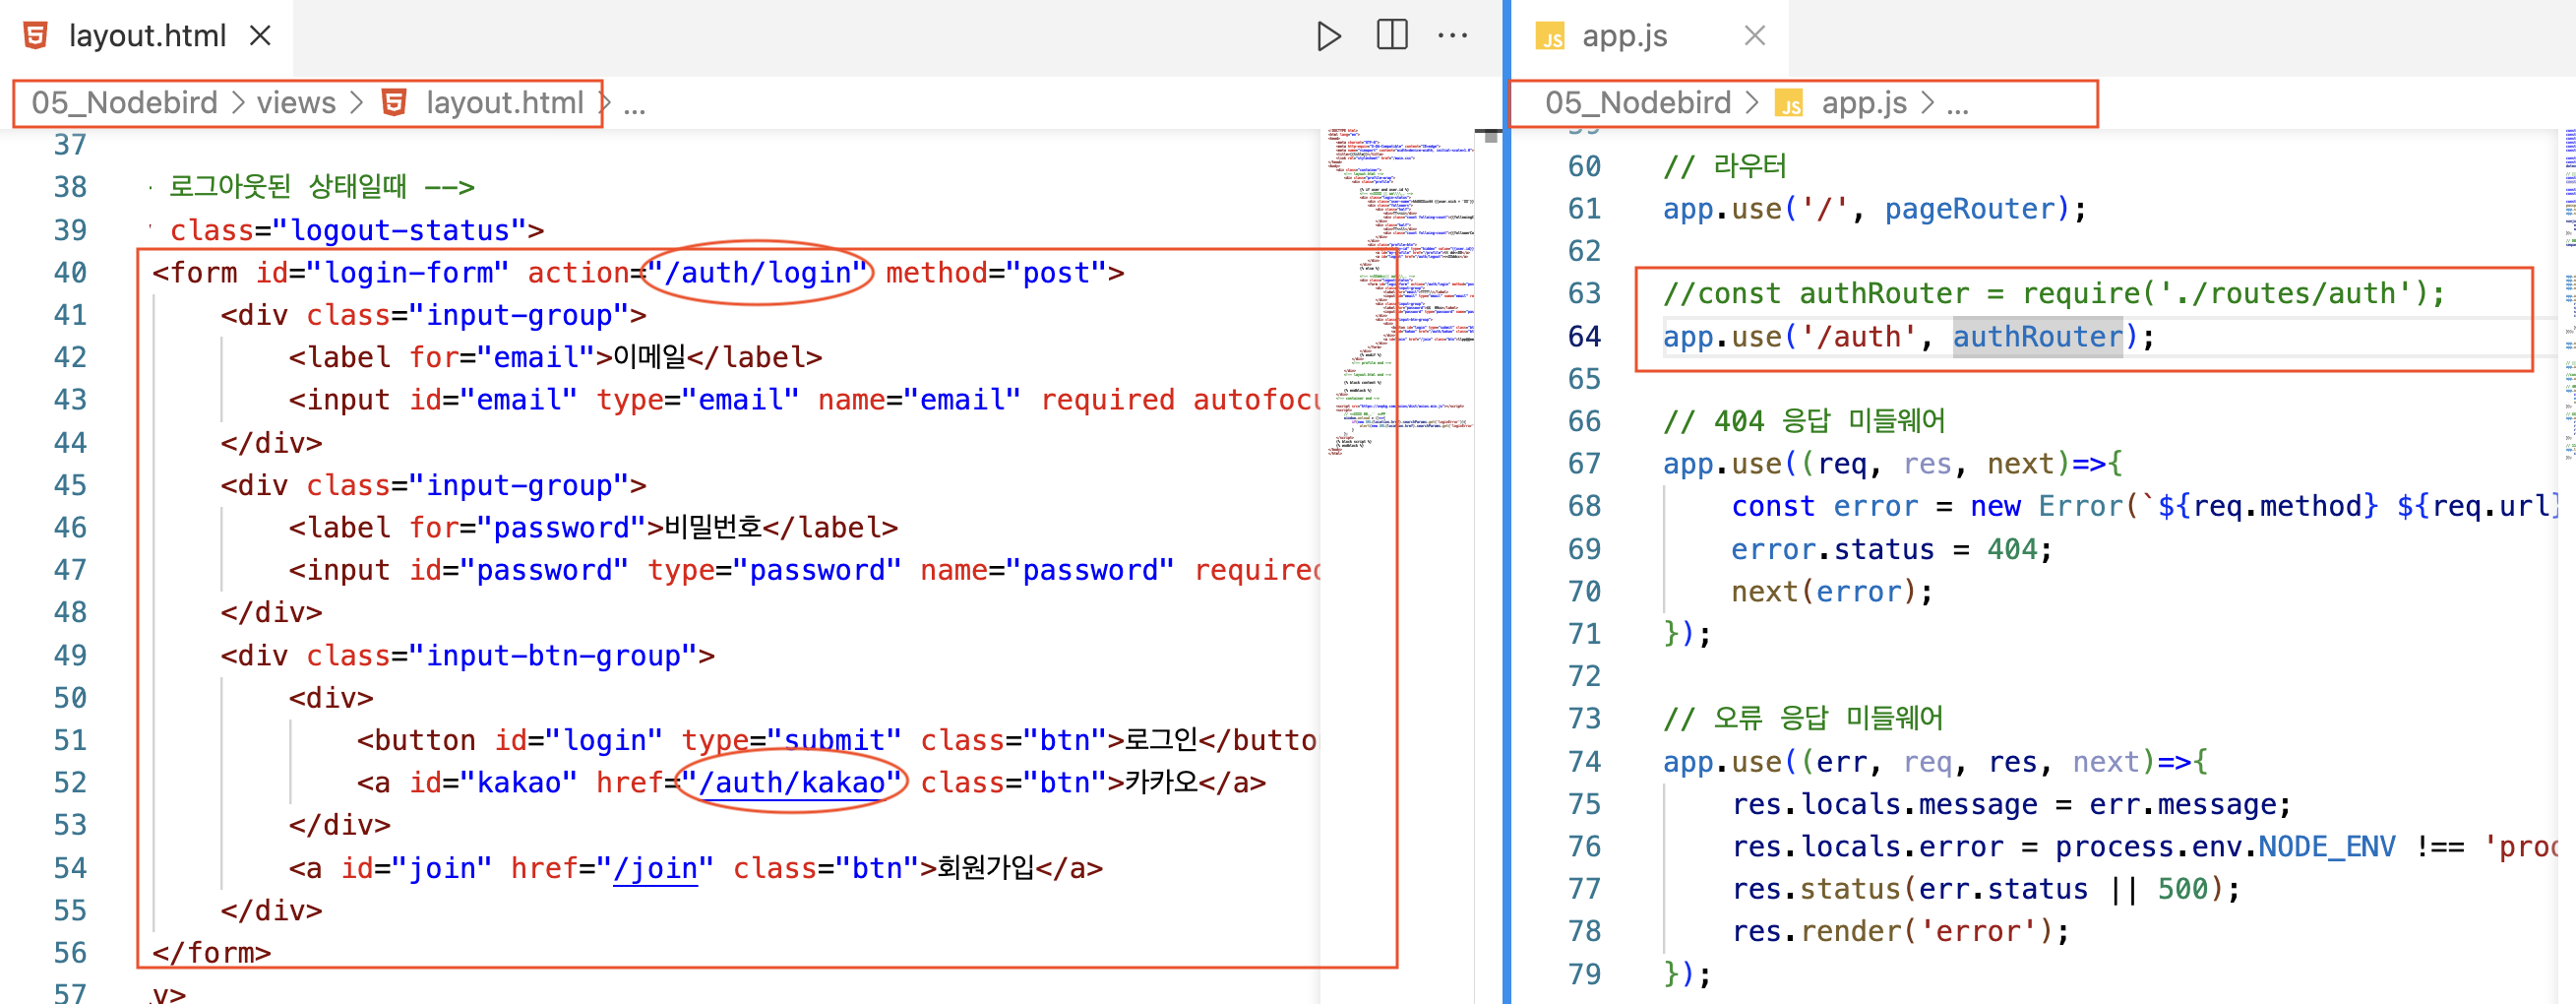 layout.html
05_Nodebird > views > layout.html > ...
37
38 로그아웃된 상태일때 -->
39 class="logout-status">
40 <form id="login-form" action="/auth/login" method="post">
41 <div class="input-group">
42 <label for="email">이메일</label>
43 <input id="email" type="email" name="email" required autofocu
44 </div>
45 <div class="input-group">
46 <label for="password">비밀번호</label>
47 <input id="password" type="password" name="password" required
48 </div>
49 <div class="input-btn-group">
50 <div>
51 <button id="login" type="submit" class="btn">로그인</butto
52 <a id="kakao" href="/auth/kakao" class="btn">카카오</a>
53 </div>
54 <a id="join" href="/join" class="btn">회원가입</a>
55 </div>
56 </form>
57 v>
JS app.js
05_Nodebird > JS app.js > ...
60 // 라우터
61 app.use('/', pageRouter);
62
63 //const authRouter = require('./routes/auth');
64 app.use('/auth', authRouter);
65
66 // 404 응답 미들웨어
67 app.use((req, res, next)=>{
68 const error = new Error(`${req.method} ${req.url}
69 error.status = 404;
70 next(error);
71 });
72
73 // 오류 응답 미들웨어
74 app.use((err, req, res, next)=>{
75 res.locals.message = err.message;
76 res.locals.error = process.env.NODE_ENV !== 'prod
77 res.status(err.status || 500);
78 res.render('error');
79 });